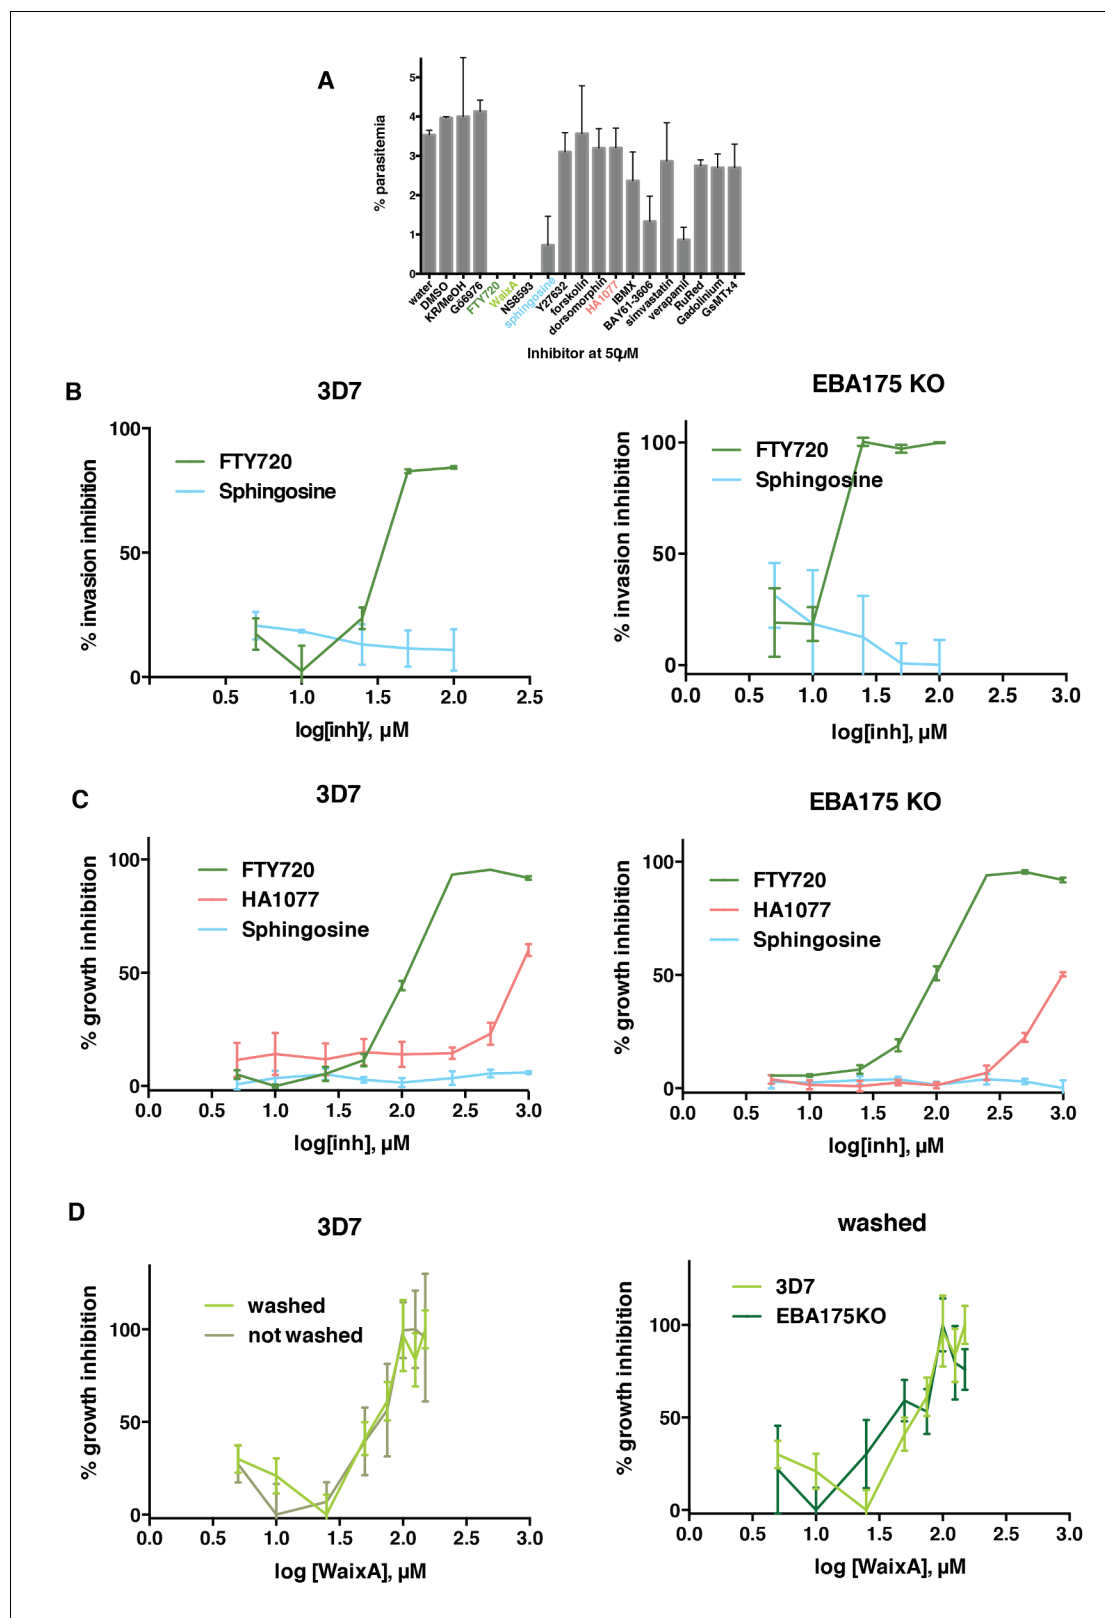 A
% parasitemia
5
4
3
2
1
0
water
DMSO
KR/MeOH
Gö6976
FTY720
WaixA
NS8593
sphingosine
Y27632
forskolin
dorsomorphin
HA1077
IBMX
BAY61-3606
simvastatin
verapamil
RuRed
Gadolinium
GsMTx4
Inhibitor at 50µM
B
3D7
% invasion inhibition
100
50
0
FTY720
Sphingosine
0.5 1.0 1.5 2.0 2.5
log[inh]/, µM
EBA175 KO
% invasion inhibition
100
50
0
FTY720
Sphingosine
0.0 0.5 1.0 1.5 2.0 2.5 3.0
log[inh], µM
C
3D7
% growth inhibition
100
50
0
FTY720
HA1077
Sphingosine
0.0 0.5 1.0 1.5 2.0 2.5 3.0
log[inh], µM
EBA175 KO
% growth inhibition
100
50
0
FTY720
HA1077
Sphingosine
0.0 0.5 1.0 1.5 2.0 2.5 3.0
log[inh], µM
D
3D7
% growth inhibition
100
50
0
washed
not washed
0.0 0.5 1.0 1.5 2.0 2.5 3.0
log [WaixA], µM
washed
% growth inhibition
100
50
0
3D7
EBA175KO
0.0 0.5 1.0 1.5 2.0 2.5 3.0
log [WaixA], µM